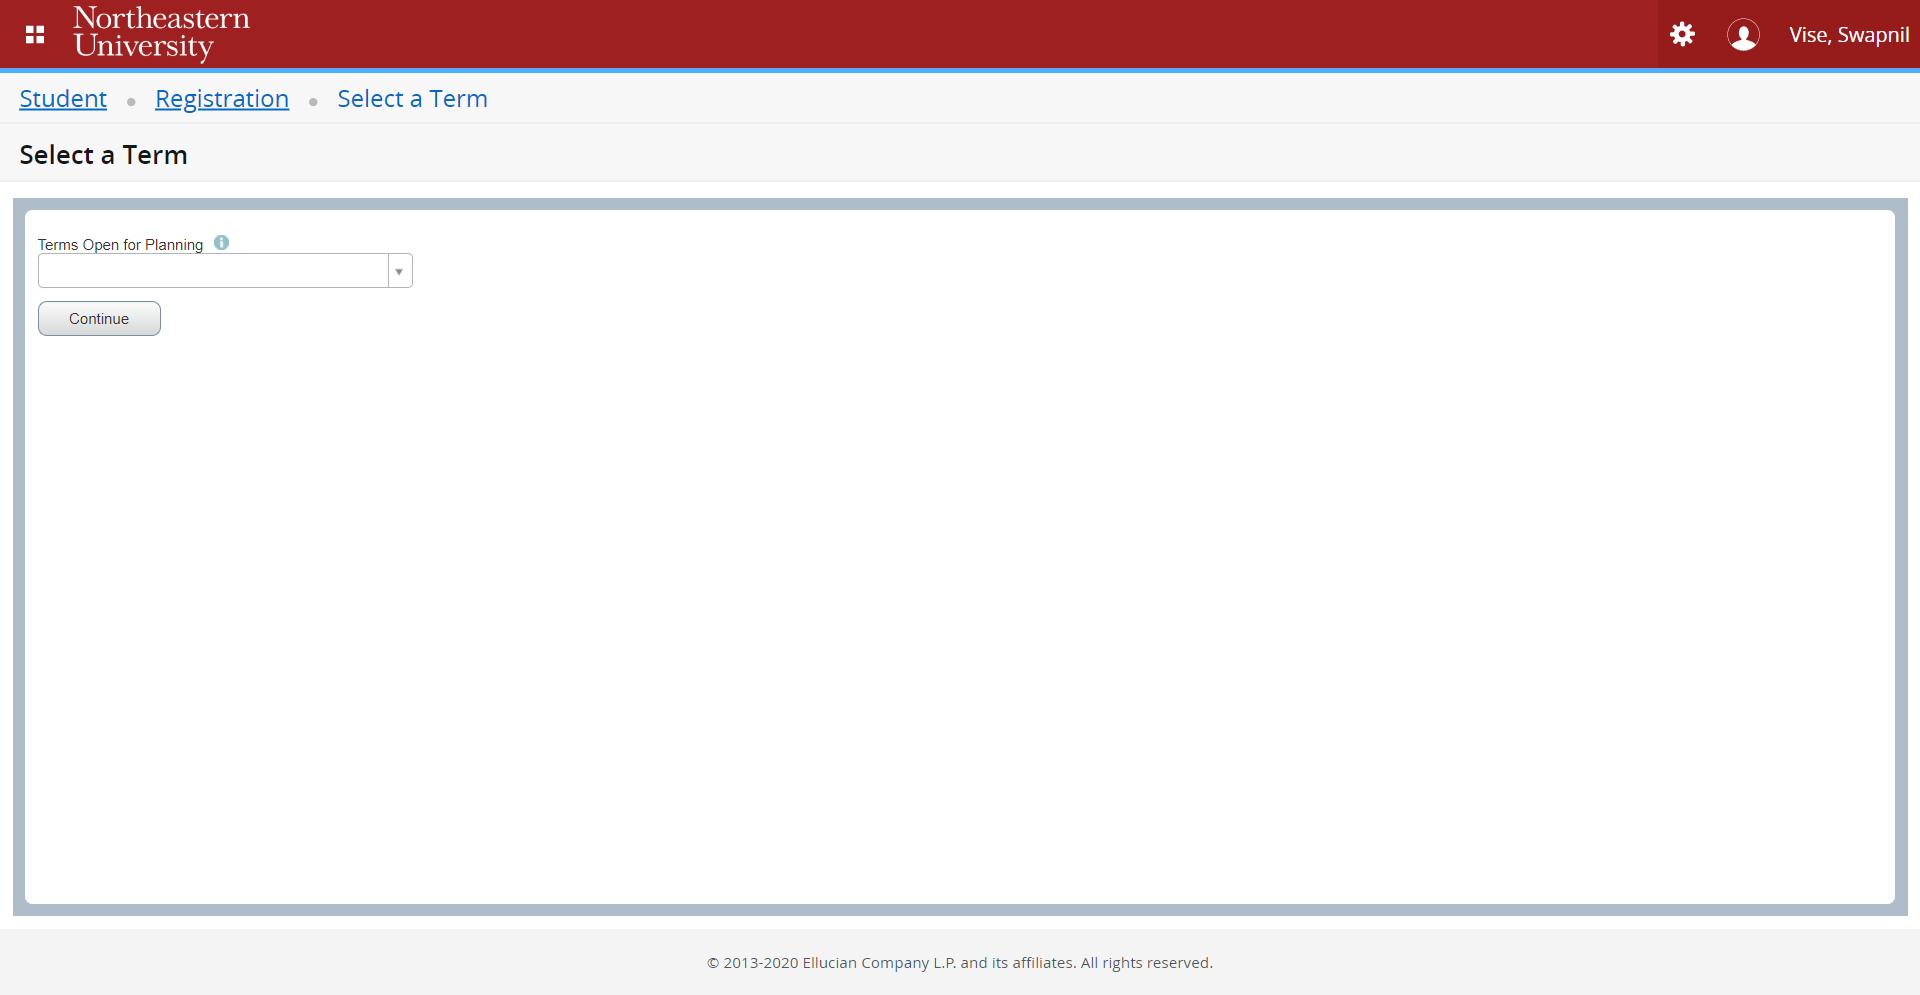 Northeastern
University
Vise, Swapnil
Student Registration Select a Term
Select a Term
Terms Open for Planning
Continue
© 2013-2020 Ellucian Company L.P. and its affiliates. All rights reserved.